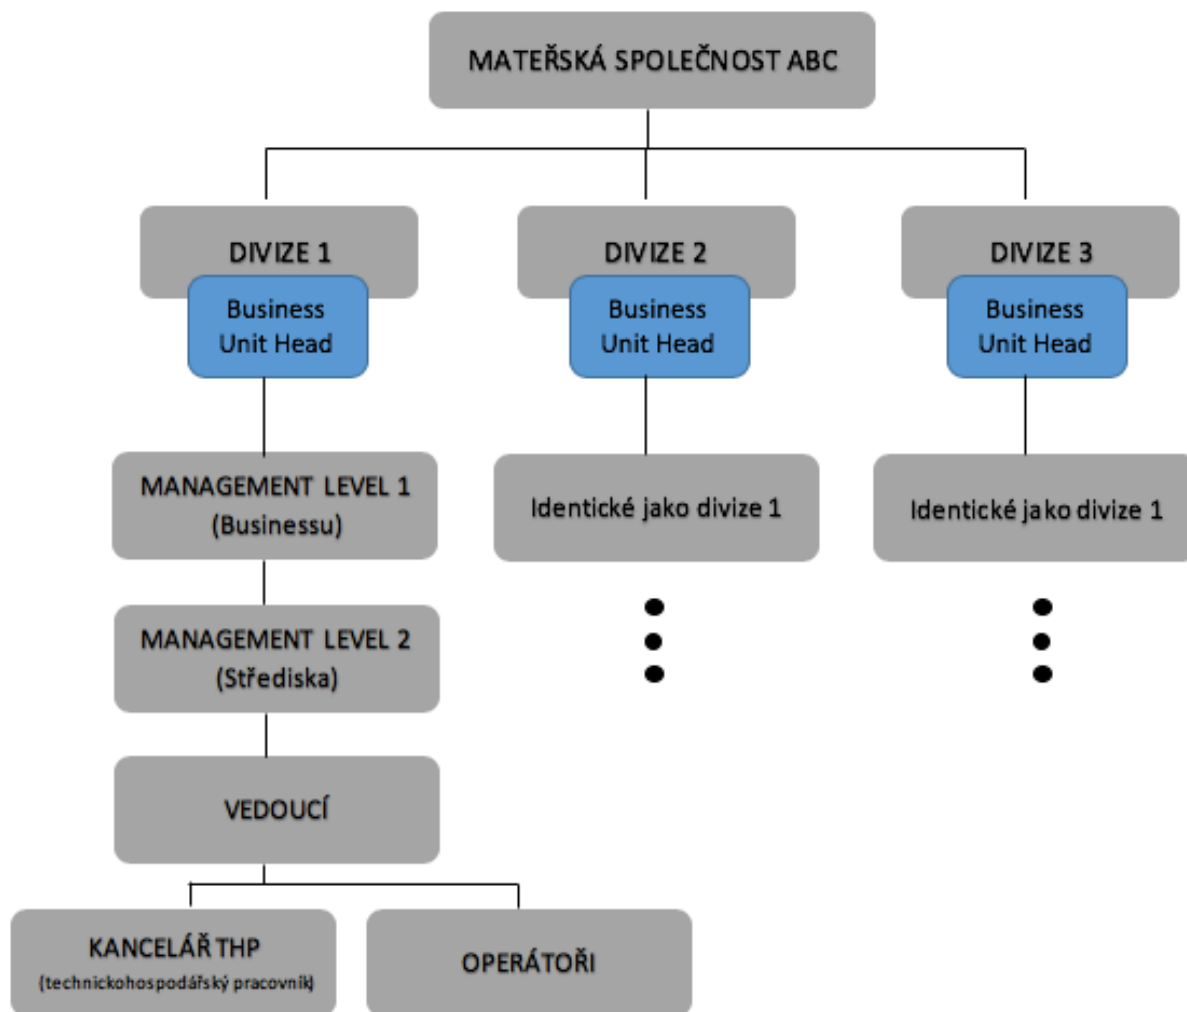 MATEŘSKÁ SPOLEČNOST ABC
DIVIZE 1
Business
Unit Head
DIVIZE 2
Business
Unit Head
DIVIZE 3
Business
Unit Head
MANAGEMENT LEVEL 1
(Businessu)
Identické jako divize 1
Identické jako divize 1
MANAGEMENT LEVEL 2
(Střediska)
VEDOUCÍ
KANCELÁŘ THP
(technickohospodářský pracovník)
OPERÁTOŘI